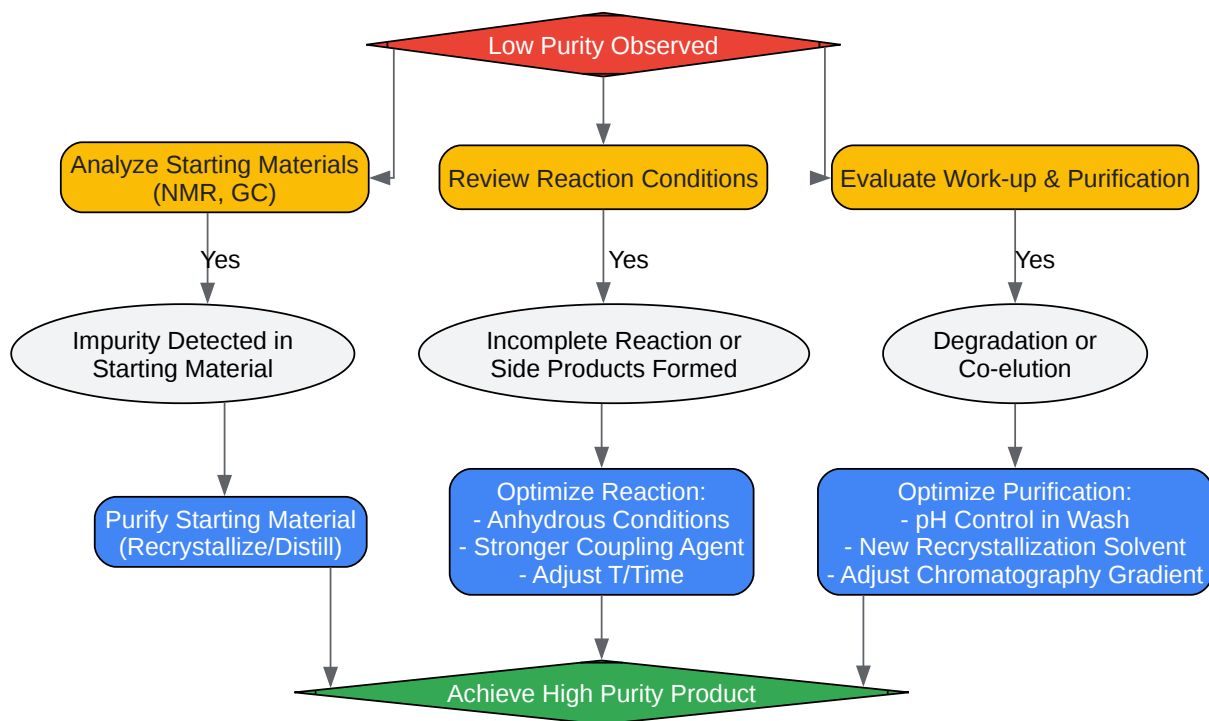 Low Purity Observed
Analyze Starting Materials
(NMR, GC)
Review Reaction Conditions
Evaluate Work-up & Purification
Yes
Yes
Yes
Impurity Detected in
Starting Material
Incomplete Reaction or
Side Products Formed
Degradation or
Co-elution
Purify Starting Material
(Recrystallize/Distill)
Optimize Reaction:
- Anhydrous Conditions
- Stronger Coupling Agent
- Adjust T/Time
Optimize Purification:
- pH Control in Wash
- New Recrystallization Solvent
- Adjust Chromatography Gradient
Achieve High Purity Product